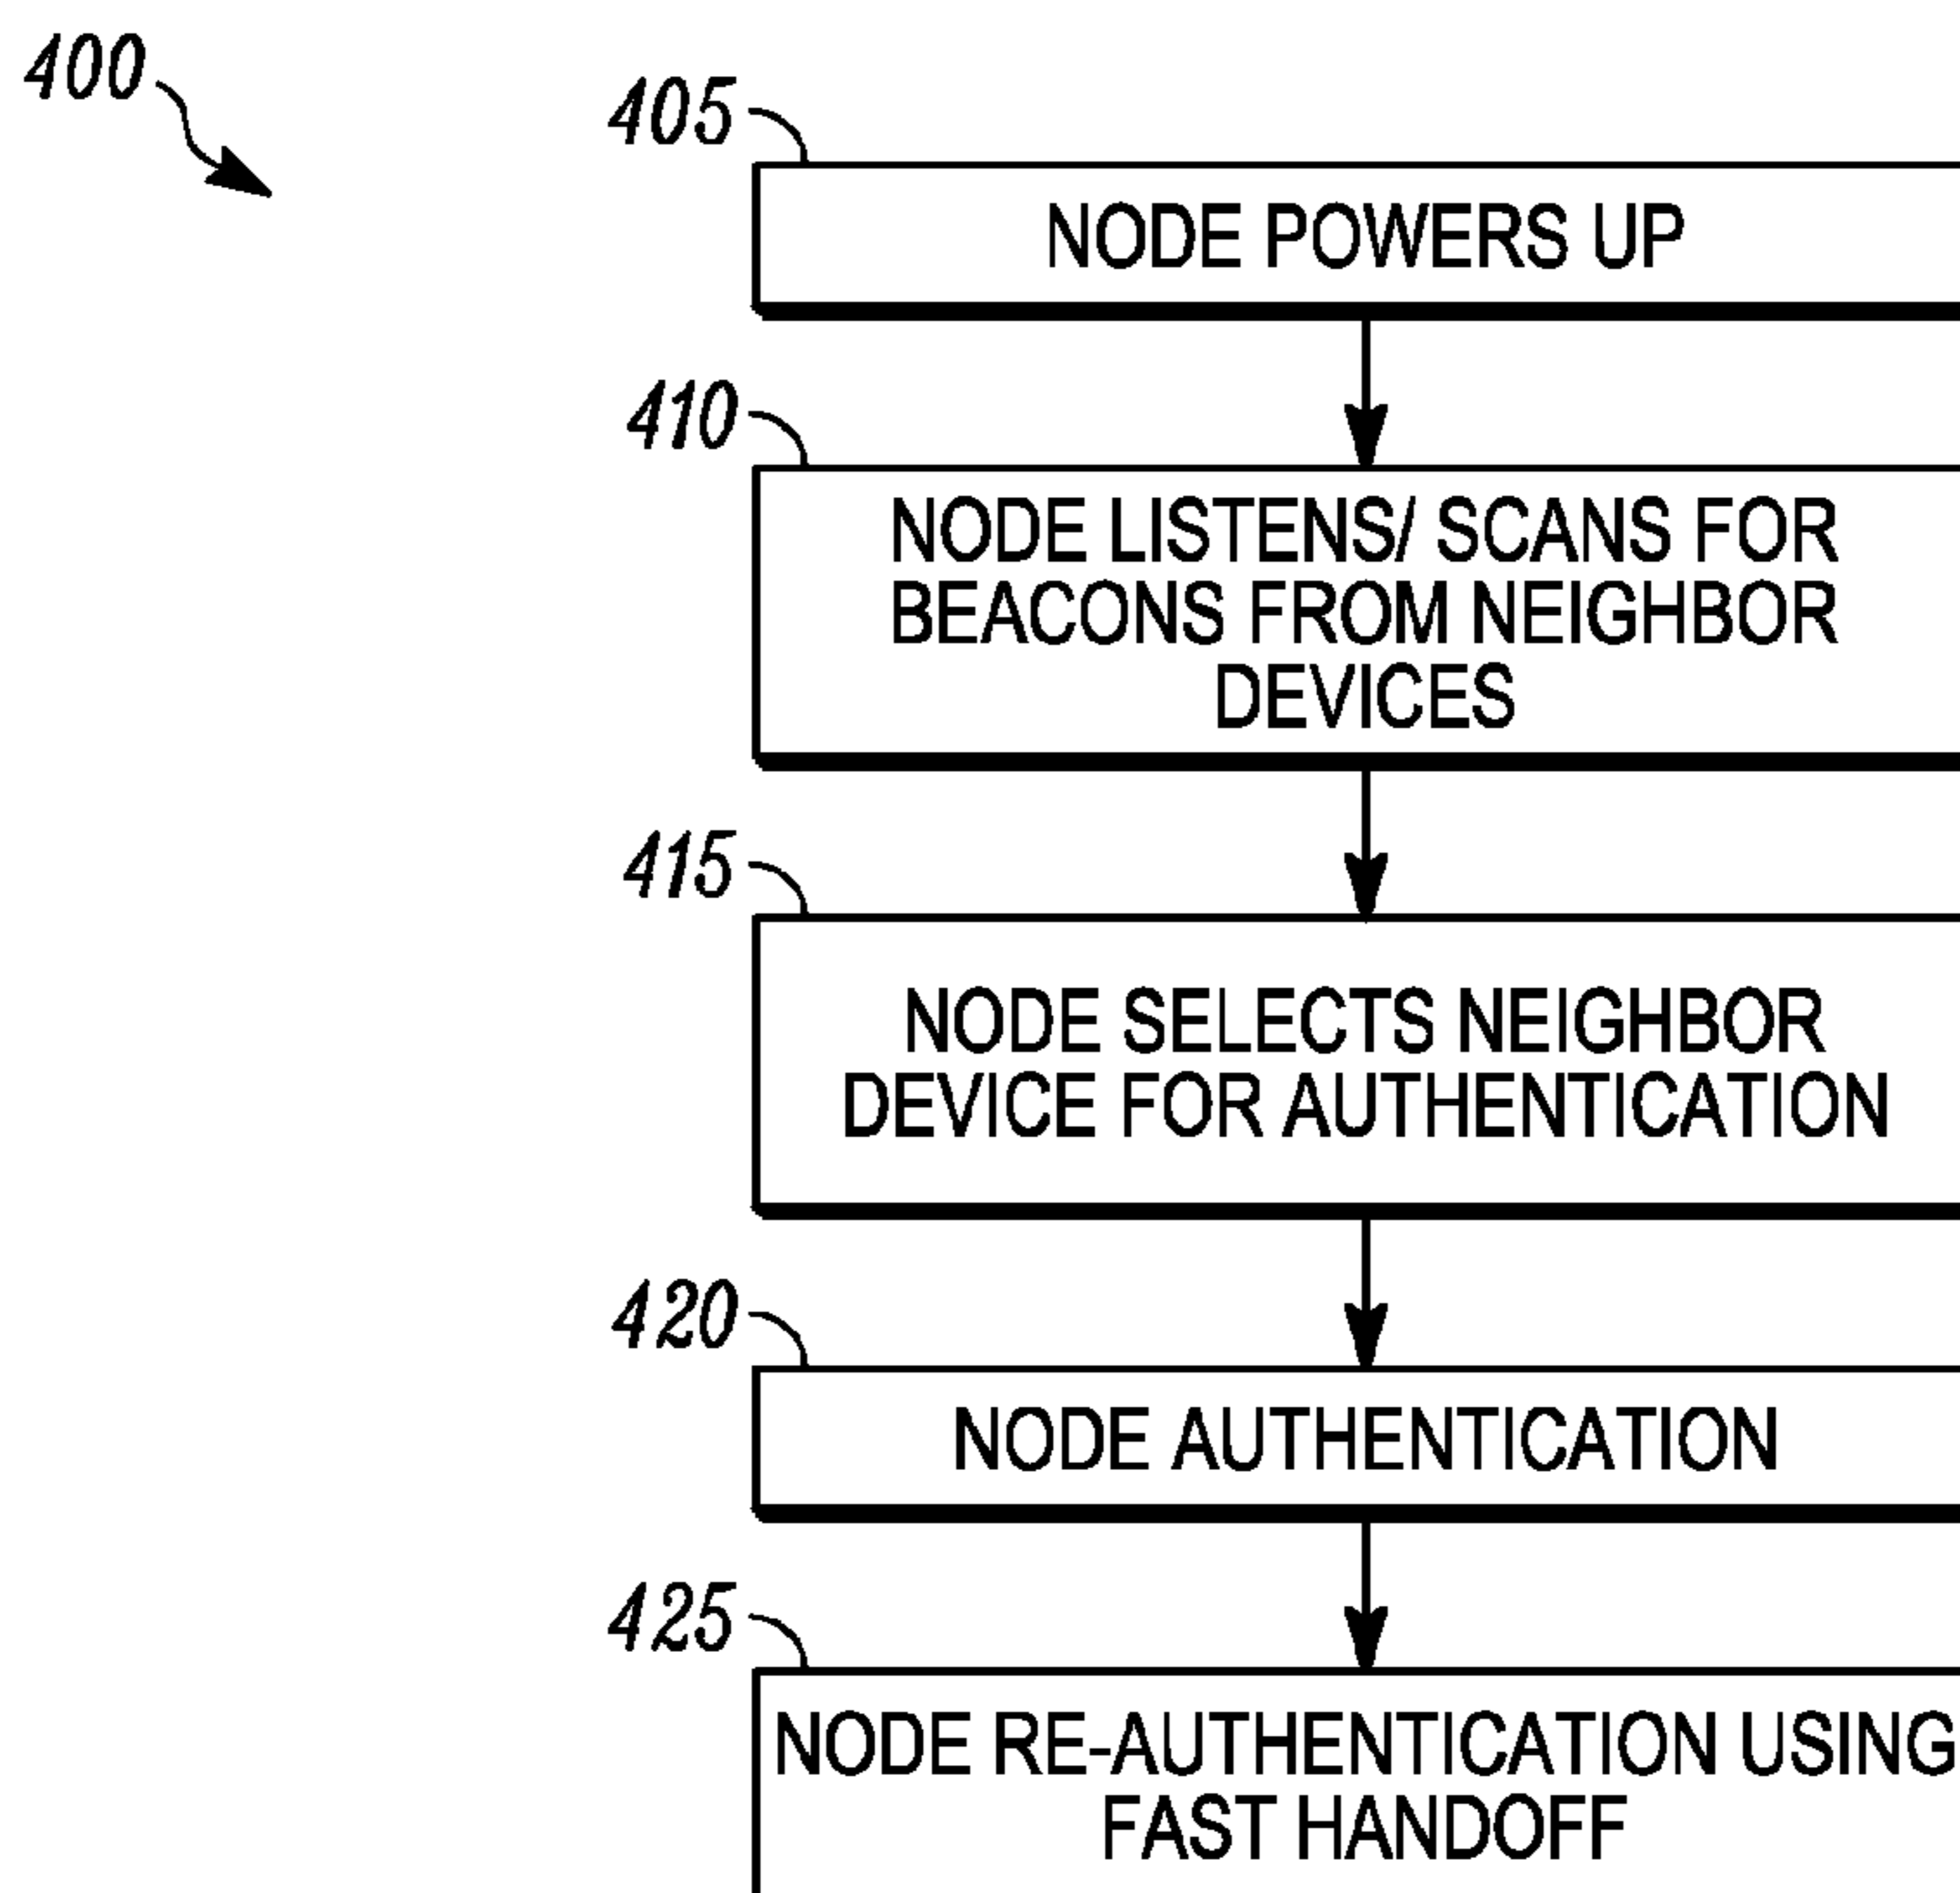 400
405
NODE POWERS UP
410
NODE LISTENS/ SCANS FOR
BEACONS FROM NEIGHBOR
DEVICES
415
NODE SELECTS NEIGHBOR
DEVICE FOR AUTHENTICATION
420
NODE AUTHENTICATION
425
NODE RE-AUTHENTICATION USING
FAST HANDOFF